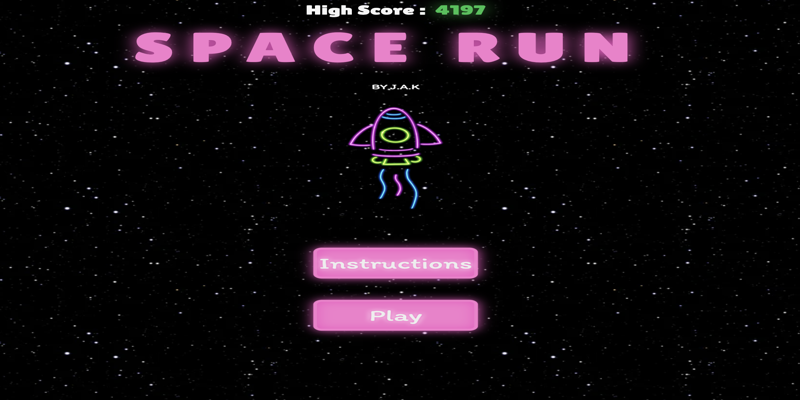 High Score : 4197
SPACE RUN
BY J.A.K
Instructions
Play